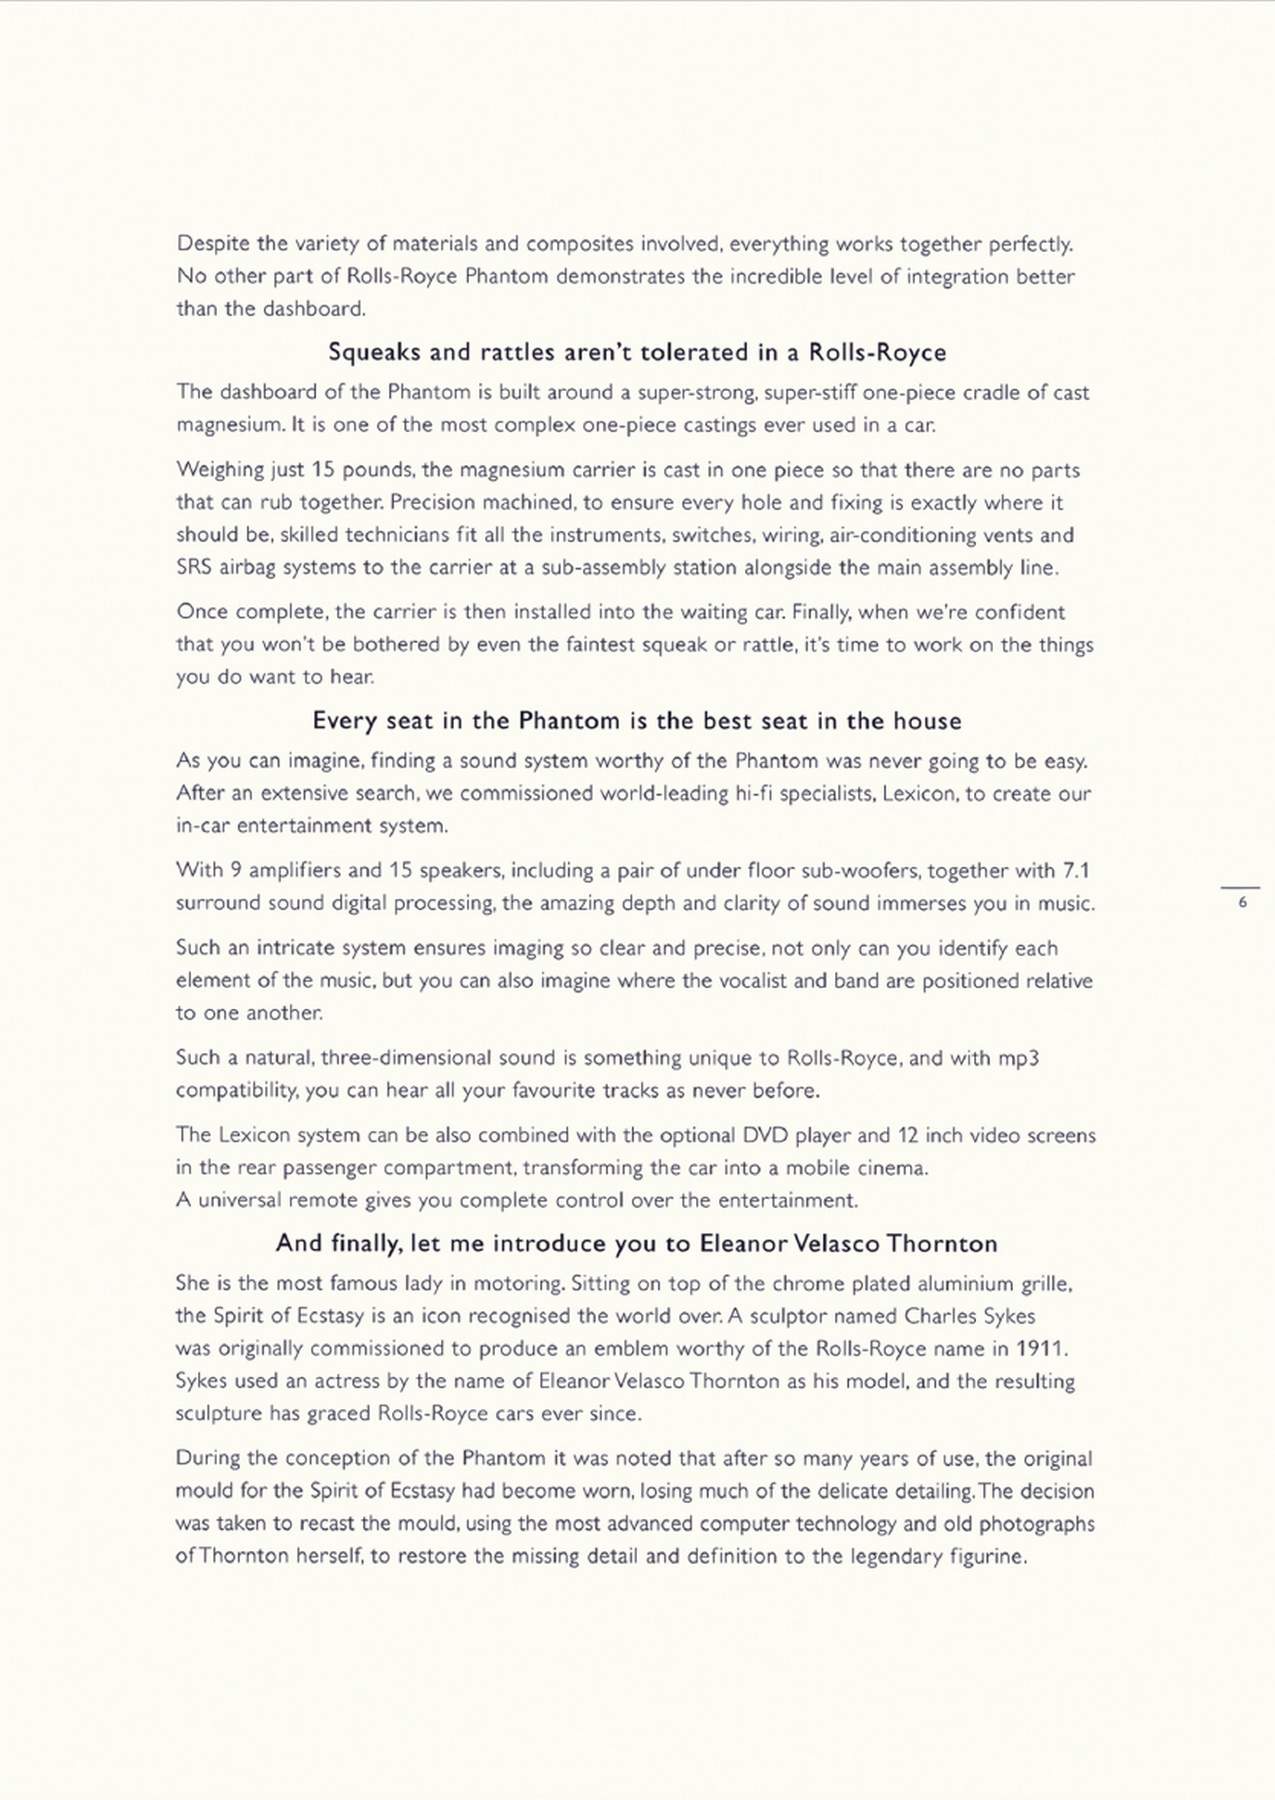 Despite the variety of materials and composites involved, everything works together perfectly.
No other part of Rolls-Royce Phantom demonstrates the incredible level of integration better
than the dashboard.
Squeaks and rattles aren't tolerated in a Rolls-Royce
The dashboard of the Phantom is built around a super-strong, super-stiff one-piece cradle of cast
magnesium. It is one of the most complex one-piece castings ever used in a car.
Weighing just 15 pounds, the magnesium carrier is cast in one piece so that there are no parts
that can rub together. Precision machined, to ensure every hole and fixing is exactly where it
should be, skilled technicians fit all the instruments, switches, wiring, air-conditioning vents and
SRS airbag systems to the carrier at a sub-assembly station alongside the main assembly line.
Once complete, the carrier is then installed into the waiting car. Finally, when we're confident
that you won't be bothered by even the faintest squeak or rattle, it's time to work on the things
you do want to hear.
Every seat in the Phantom is the best seat in the house
As you can imagine, finding a sound system worthy of the Phantom was never going to be easy.
After an extensive search, we commissioned world-leading hi-fi specialists, Lexicon, to create our
in-car entertainment system.
With 9 amplifiers and 15 speakers, including a pair of under floor sub-woofers, together with 7.1
surround sound digital processing, the amazing depth and clarity of sound immerses you in music.
6
Such an intricate system ensures imaging so clear and precise, not only can you identify each
element of the music, but you can also imagine where the vocalist and band are positioned relative
to one another.
Such a natural, three-dimensional sound is something unique to Rolls-Royce, and with mp3
compatibility, you can hear all your favourite tracks as never before.
The Lexicon system can be also combined with the optional DVD player and 12 inch video screens
in the rear passenger compartment, transforming the car into a mobile cinema.
A universal remote gives you complete control over the entertainment.
And finally, let me introduce you to Eleanor Velasco Thornton
She is the most famous lady in motoring. Sitting on top of the chrome plated aluminium grille,
the Spirit of Ecstasy is an icon recognised the world over. A sculptor named Charles Sykes
was originally commissioned to produce an emblem worthy of the Rolls-Royce name in 1911.
Sykes used an actress by the name of Eleanor Velasco Thornton as his model, and the resulting
sculpture has graced Rolls-Royce cars ever since.
During the conception of the Phantom it was noted that after so many years of use, the original
mould for the Spirit of Ecstasy had become worn, losing much of the delicate detailing. The decision
was taken to recast the mould, using the most advanced computer technology and old photographs
of Thornton herself, to restore the missing detail and definition to the legendary figurine.